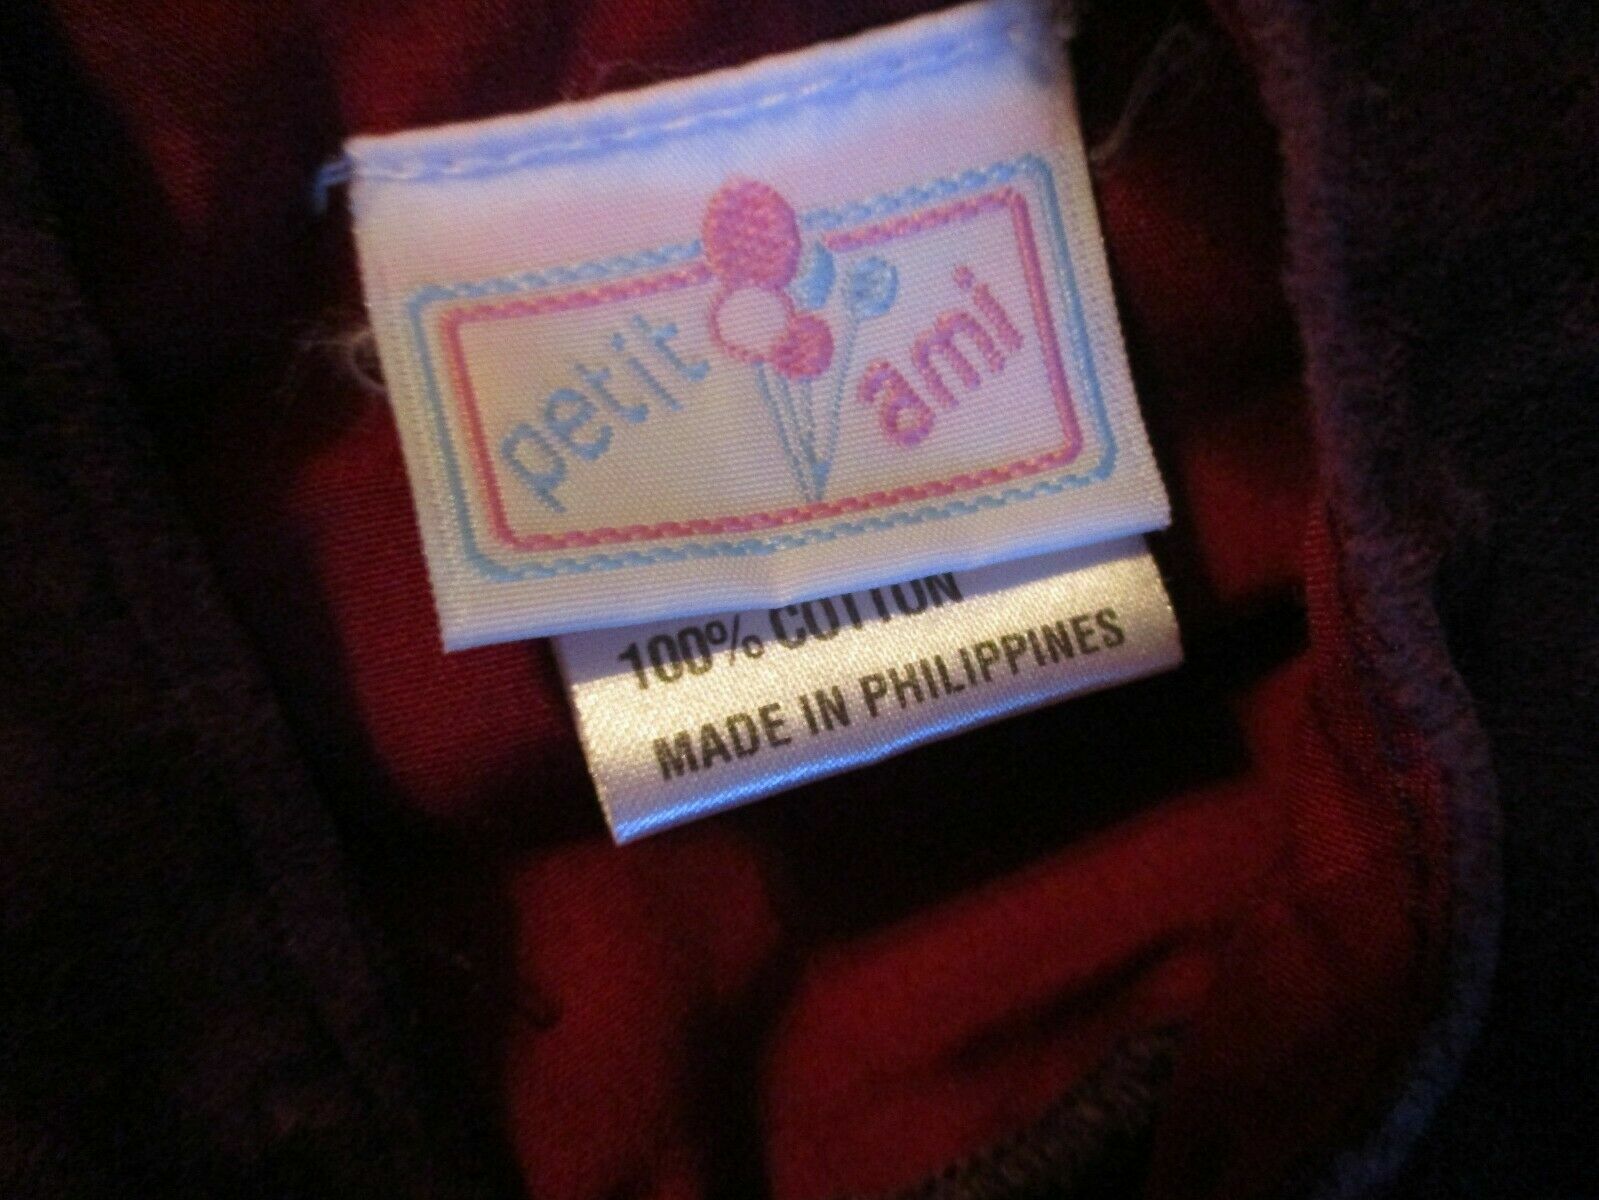 petit ami
100% COTTON
MADE IN PHILIPPINES